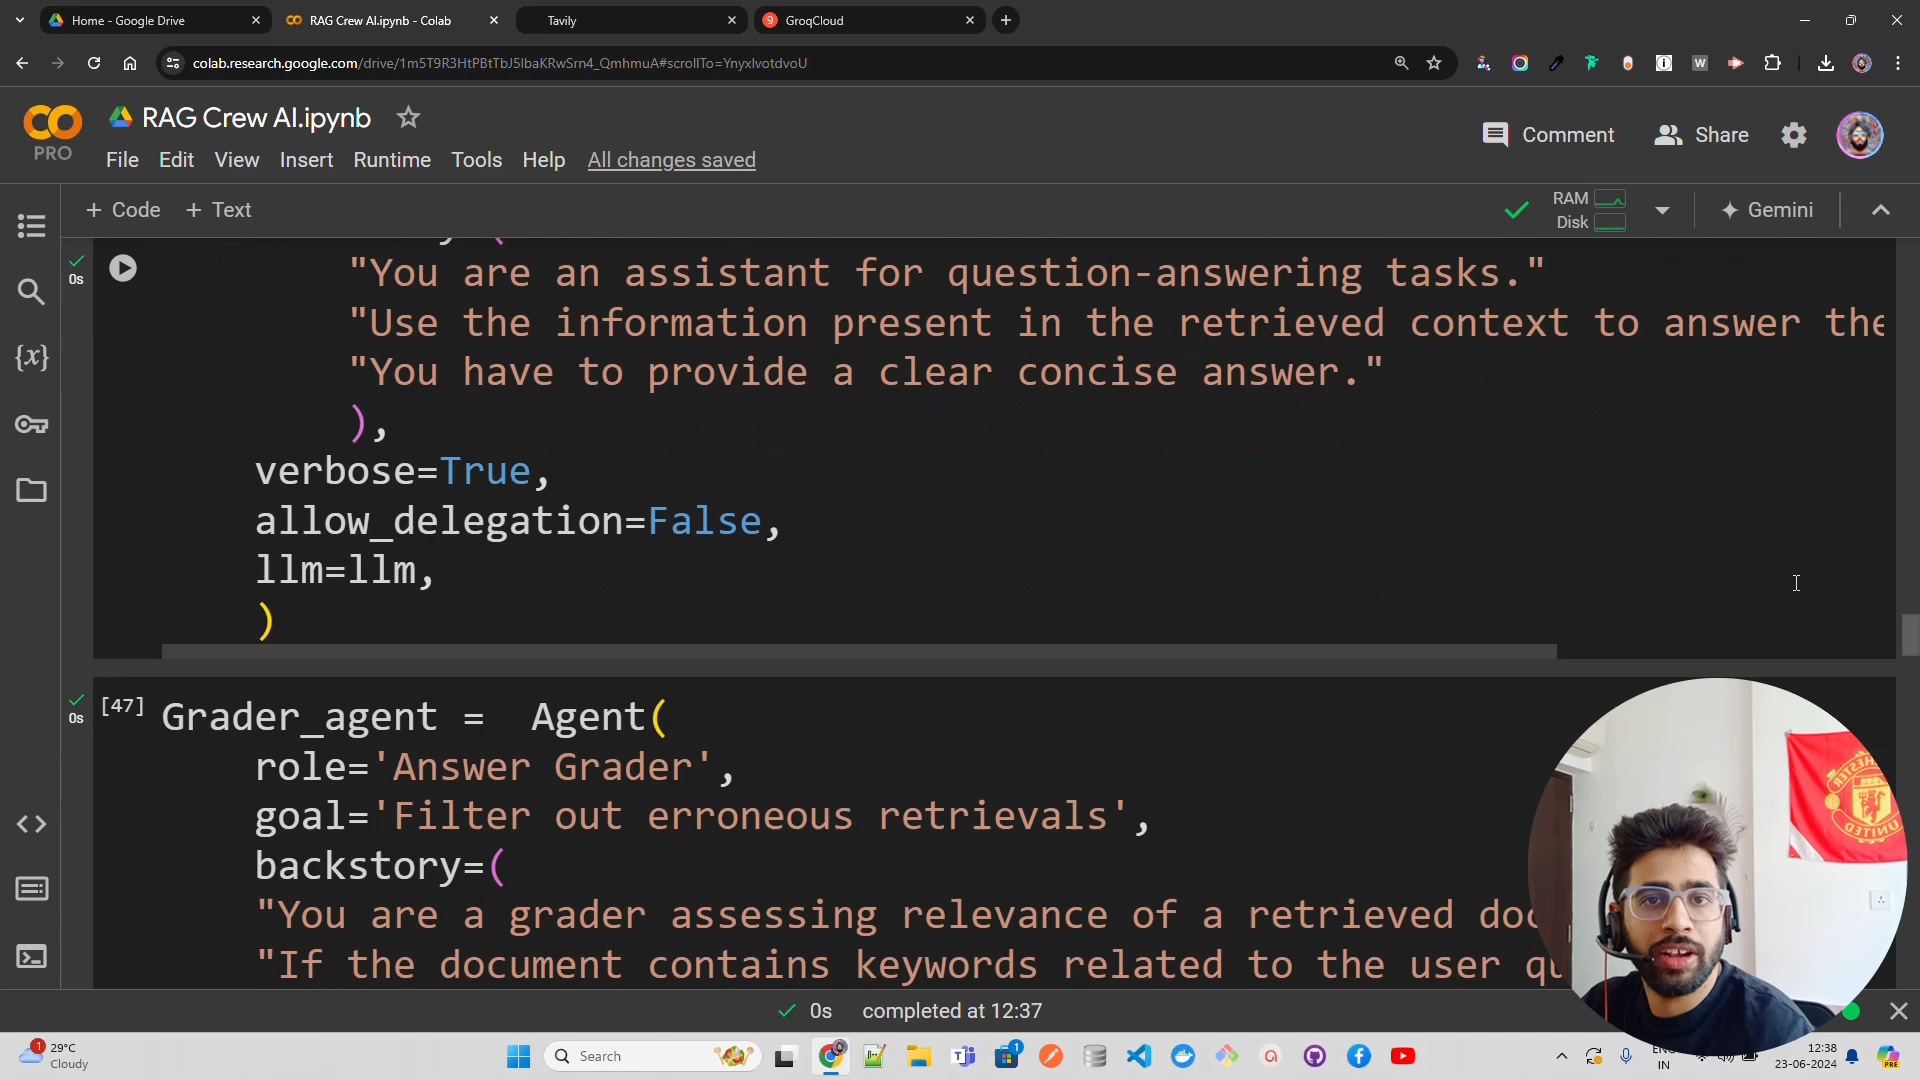 Home - Google Drive
RAG Crew AI.ipynb - Colab
Tavily
9
GroqCloud
colab.research.google.com/drive/1m5T9R3HtPBtTbJ5lbaKRwSrn4_QmhmuA#scrollTo=YnyxlvotdvoU
PRO
RAG Crew AI.ipynb
File Edit View Insert Runtime Tools Help All changes saved
Comment
Share
+ Code + Text
RAM
Disk
Gemini
0s
"You are an assistant for question-answering tasks."
"Use the information present in the retrieved context to answer the
"You have to provide a clear concise answer."
),
verbose=True,
allow_delegation=False,
llm=llm,
)
0s
[47]
Grader_agent = Agent(
role='Answer Grader',
goal='Filter out erroneous retrievals',
backstory=(
"You are a grader assessing relevance of a retrieved
"If the document contains keywords related to the user
{x}
0s completed at 12:37
MANCHESTER
UNITED
1
29°C
Cloudy
Search
1
IN
12:38
23-06-2024
PRE